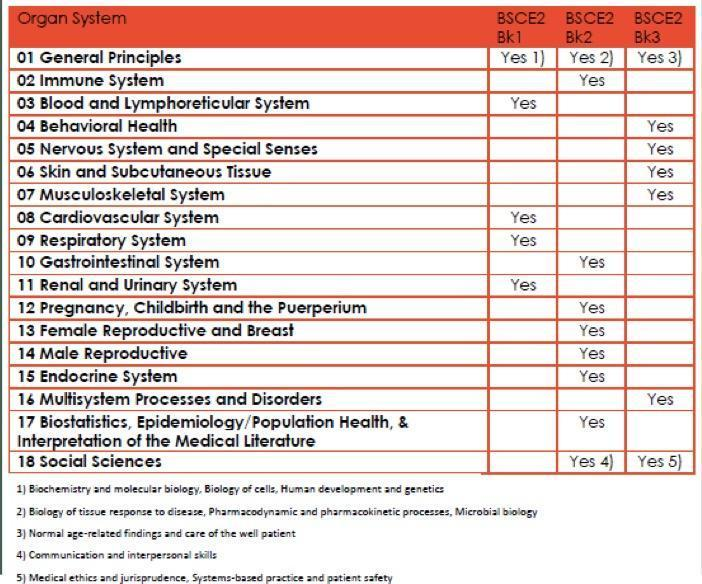 Organ System BSCE2 Bk1 BSCE2 Bk2 BSCE2 Bk3
01 General Principles Yes 1) Yes 2) Yes 3)
02 Immune System Yes
03 Blood and Lymphoreticular System Yes
04 Behavioral Health Yes
05 Nervous System and Special Senses Yes
06 Skin and Subcutaneous Tissue Yes
07 Musculoskeletal System Yes
08 Cardiovascular System Yes
09 Respiratory System Yes
10 Gastrointestinal System Yes
11 Renal and Urinary System Yes
12 Pregnancy, Childbirth and the Puerperium Yes
13 Female Reproductive and Breast Yes
14 Male Reproductive Yes
15 Endocrine System Yes
16 Multisystem Processes and Disorders Yes
17 Biostatistics, Epidemiology/Population Health, & Yes
Interpretation of the Medical Literature
18 Social Sciences Yes 4) Yes 5)
1) Biochemistry and molecular biology, Biology of cells, Human development and genetics
2) Biology of tissue response to disease, Pharmacodynamic and pharmacokinetic processes, Microbial biology
3) Normal age-related findings and care of the well patient
4) Communication and interpersonal skills
5) Medical ethics and jurisprudence, Systems-based practice and patient safety